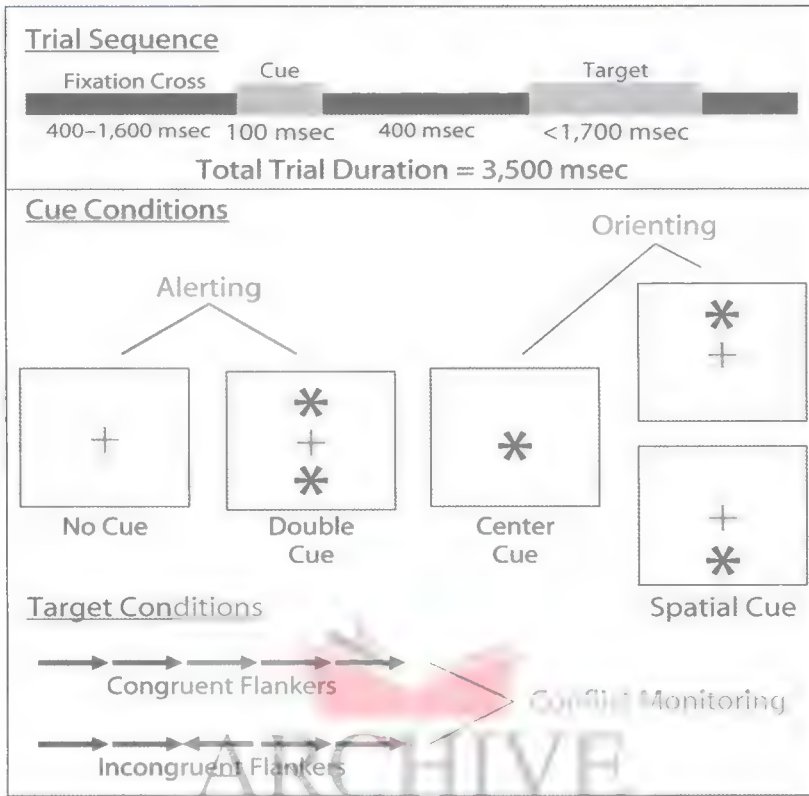 Trial Sequence
Fixation Cross
Cue
Target
400–1,600 msec
100 msec
400 msec
<1,700 msec
Total Trial Duration = 3,500 msec
Cue Conditions
Orienting
Alerting
No Cue
Double
Cue
Center
Cue
Spatial Cue
Target Conditions
Congruent Flankers
Conflict Monitoring
Incongruent Flankers
ARCHIVE